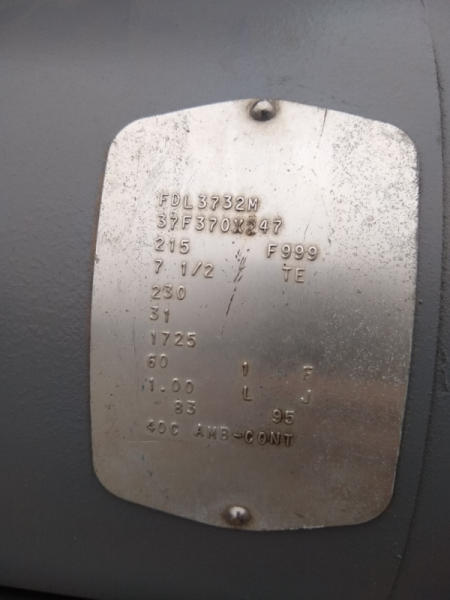 FDL3732M
37F370X247
215 F999
7 1/2 TE
230
31
1725
60 1 F
1.00 L J
83 95
40C AMB-CONT